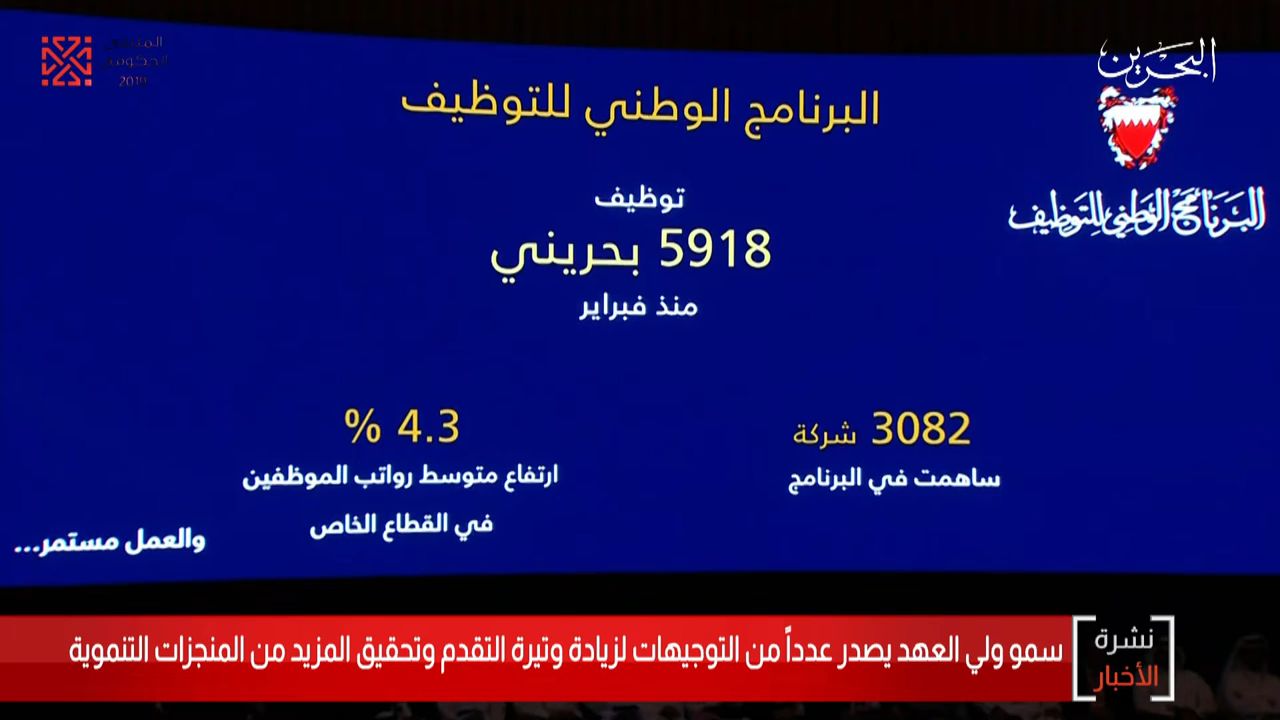 الملتقى
الحكومي
2019
البحرين
البرنامج الوطني للتوظيف
البرنامج الوطني للتوظيف
توظيف
5918 بحريني
منذ فبراير
3082 شركة
ساهمت في البرنامج
4.3 %
ارتفاع متوسط رواتب الموظفين
في القطاع الخاص
والعمل مستمر...
نشرة
الأخبار
سمو ولي العهد يصدر عدداً من التوجيهات لزيادة وتيرة التقدم وتحقيق المزيد من المنجزات التنموية